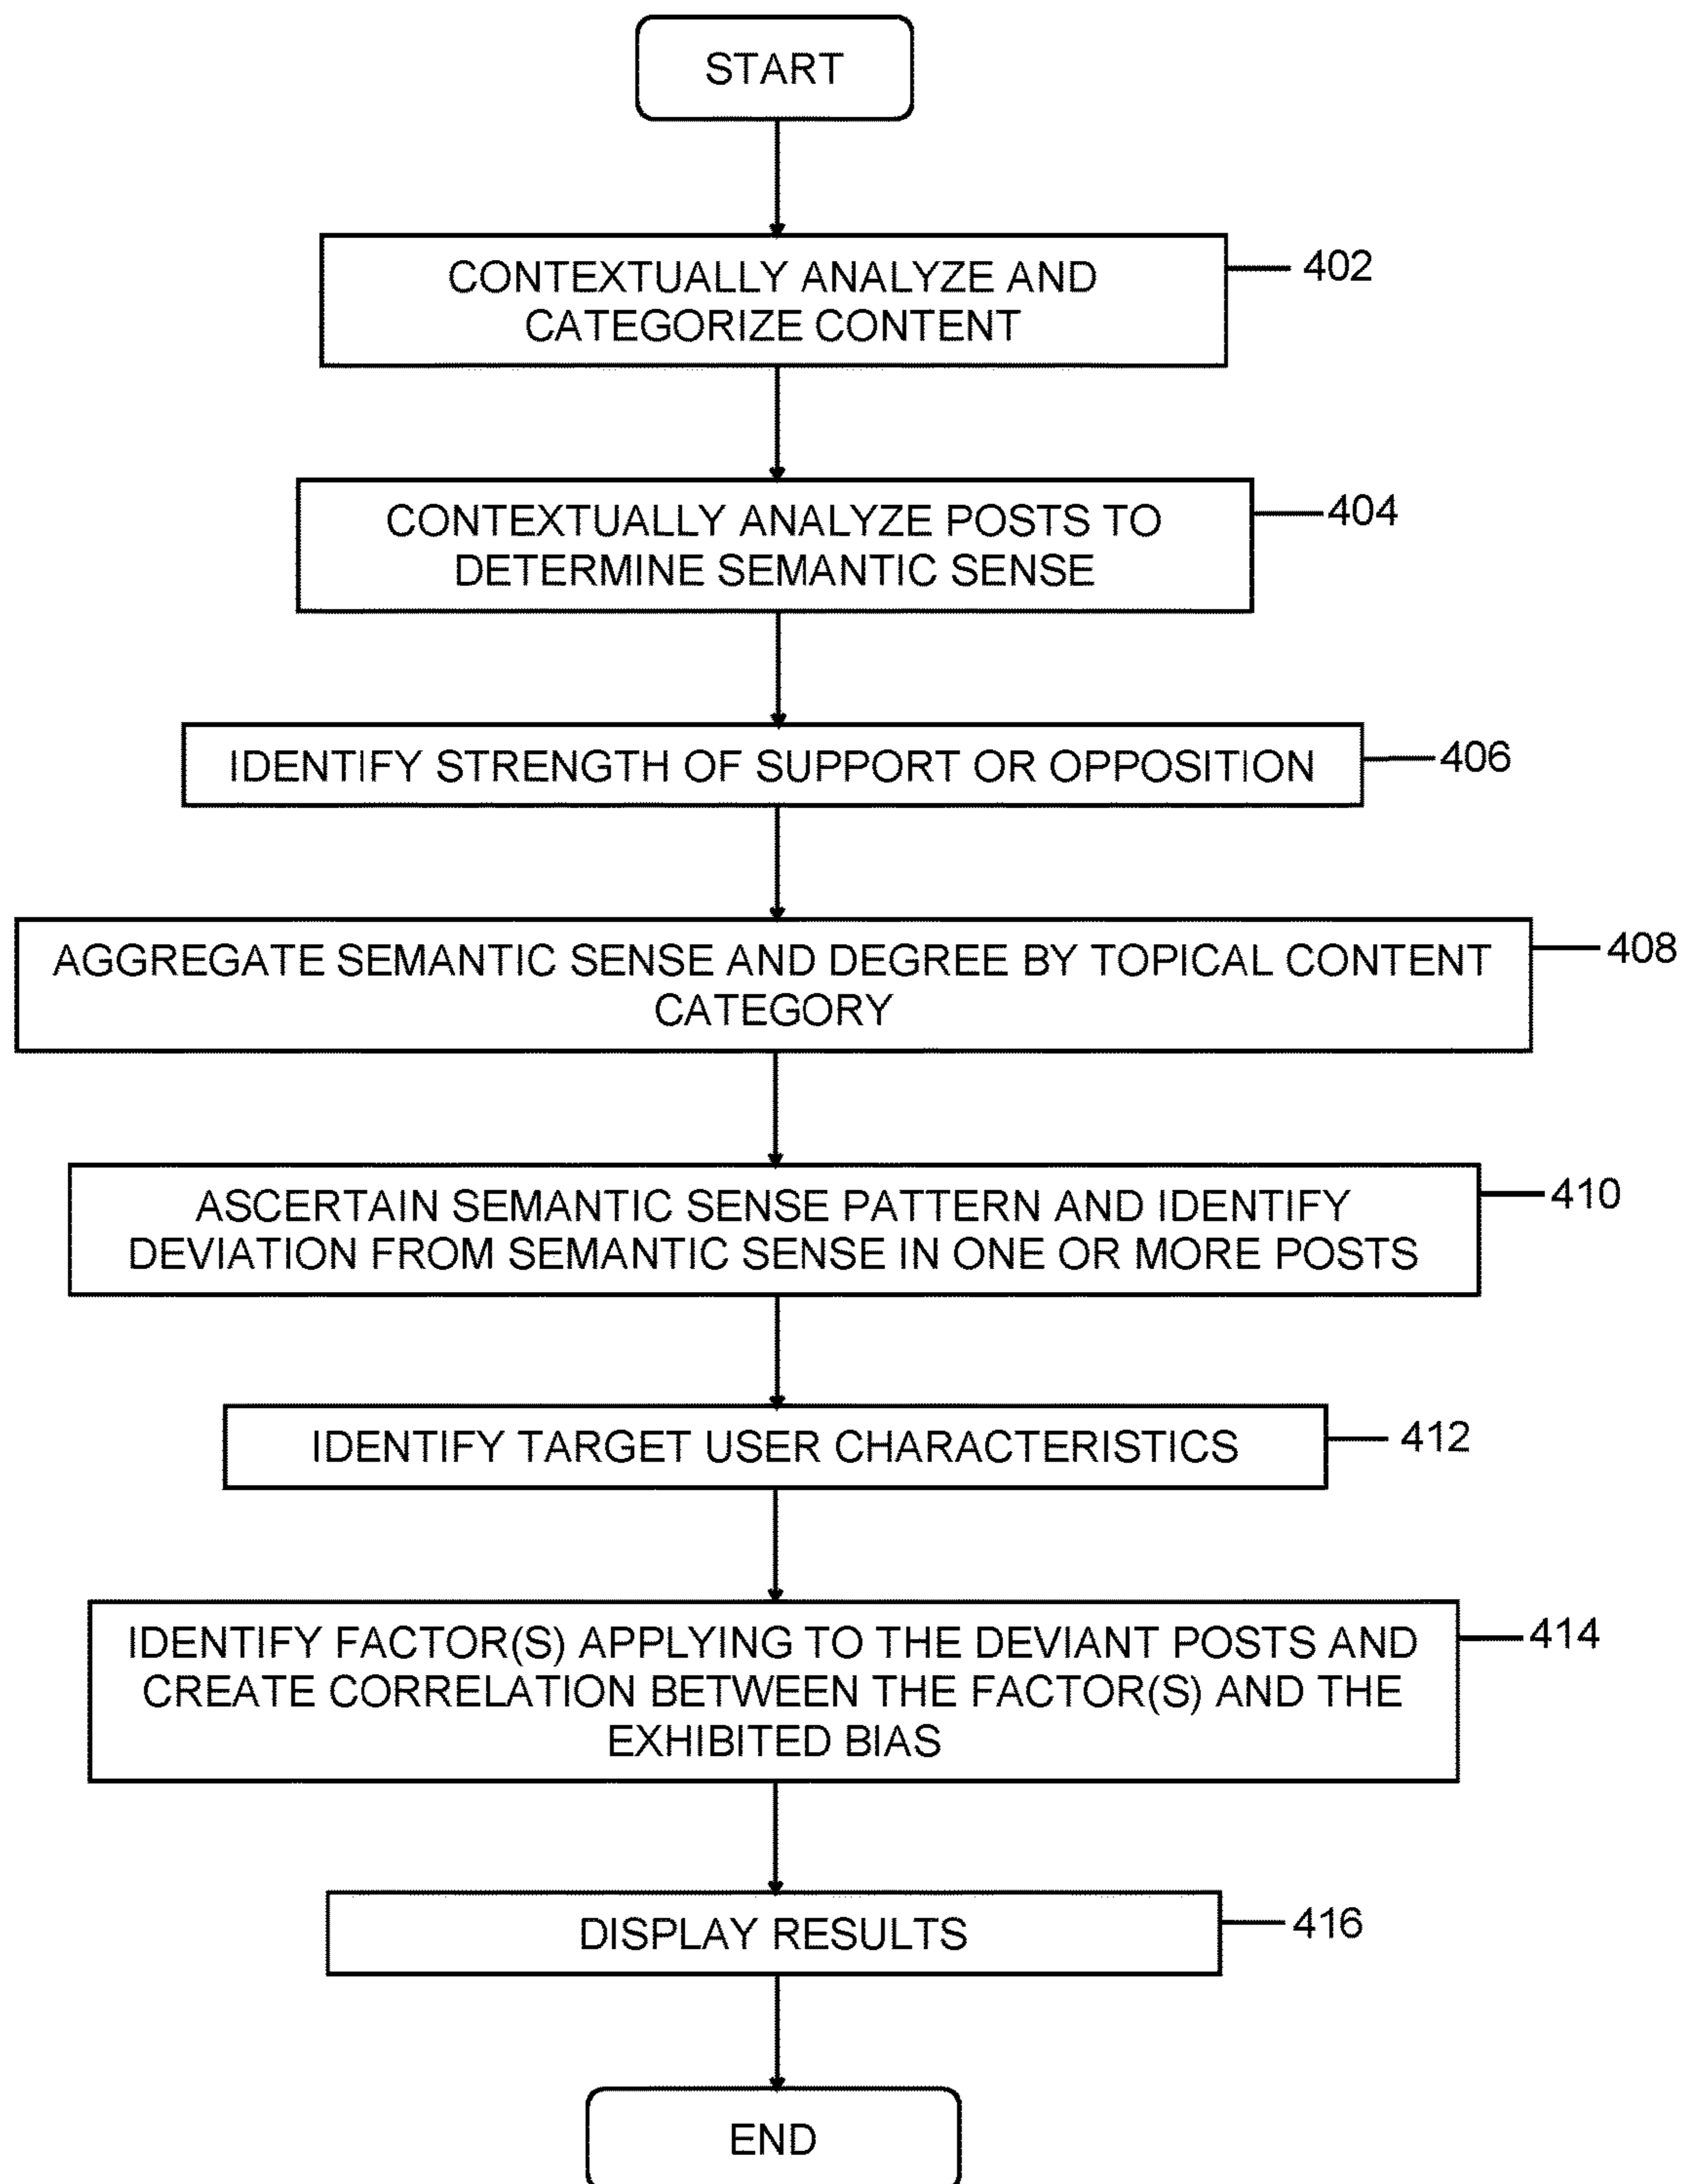 START
CONTEXTUALLY ANALYZE AND
CATEGORIZE CONTENT
402
CONTEXTUALLY ANALYZE POSTS TO
DETERMINE SEMANTIC SENSE
404
IDENTIFY STRENGTH OF SUPPORT OR OPPOSITION
406
AGGREGATE SEMANTIC SENSE AND DEGREE BY TOPICAL CONTENT
CATEGORY
408
ASCERTAIN SEMANTIC SENSE PATTERN AND IDENTIFY
DEVIATION FROM SEMANTIC SENSE IN ONE OR MORE POSTS
410
IDENTIFY TARGET USER CHARACTERISTICS
412
IDENTIFY FACTOR(S) APPLYING TO THE DEVIANT POSTS AND
CREATE CORRELATION BETWEEN THE FACTOR(S) AND THE
EXHIBITED BIAS
414
DISPLAY RESULTS
416
END